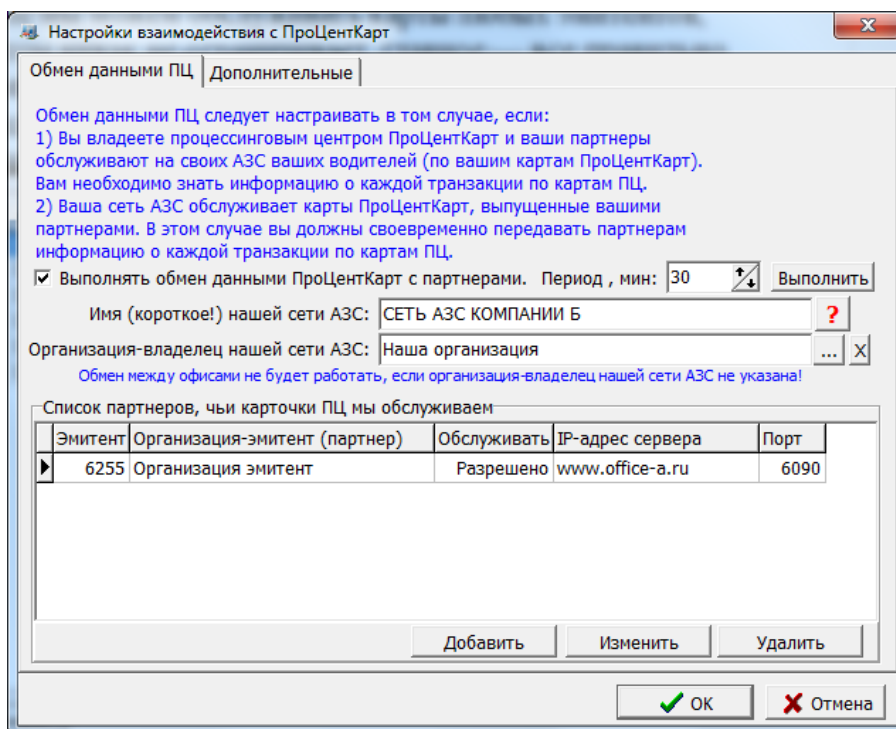 Настройки взаимодействия с ПроЦентКарт
Обмен данными ПЦ Дополнительные
Обмен данными ПЦ следует настраивать в том случае, если:
1) Вы владеете процессинговым центром ПроЦентКарт и ваши партнеры
обслуживают на своих АЗС ваших водителей (по вашим картам ПроЦентКарт).
Вам необходимо знать информацию о каждой транзакции по картам ПЦ.
2) Ваша сеть АЗС обслуживает карты ПроЦентКарт, выпущенные вашими
партнерами. В этом случае вы должны своевременно передавать партнерам
информацию о каждой транзакции по картам ПЦ.
Выполнять обмен данными ПроЦентКарт с партнерами. Период , мин: 30 Выполнить
Имя (короткое!) нашей сети АЗС: СЕТЬ АЗС КОМПАНИИ Б ?
Организация-владелец нашей сети АЗС: Наша организация ... X
Обмен между офисами не будет работать, если организация-владелец нашей сети АЗС не указана!
Список партнеров, чьи карточки ПЦ мы обслуживаем
Эмитент Организация-эмитент (партнер) Обслуживать IP-адрес сервера Порт
6255 Организация эмитент Разрешено www.office-a.ru 6090
Добавить Изменить Удалить
OK Отмена